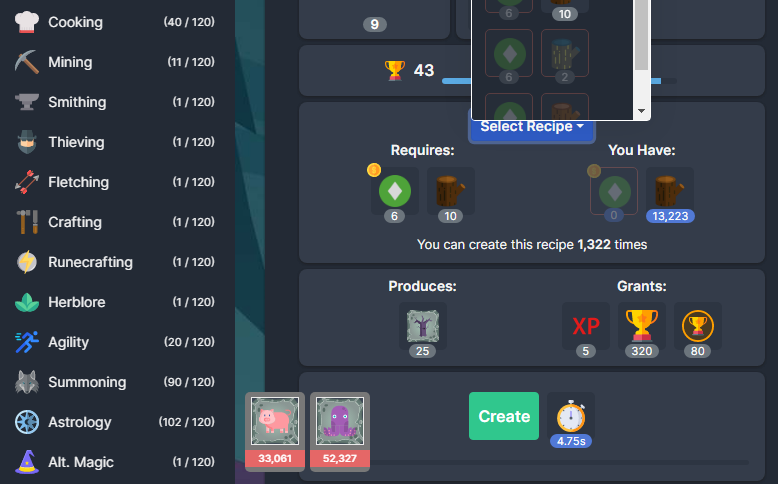 Cooking (40 / 120)
Mining (11 / 120)
Smithing (1 / 120)
Thieving (1 / 120)
Fletching (1 / 120)
Crafting (1 / 120)
Runecrafting (1 / 120)
Herblore (1 / 120)
Agility (20 / 120)
Summoning (90 / 120)
Astrology (102 / 120)
Alt. Magic (1 / 120)
6 10
9
6 2
43
Select Recipe
Requires: You Have:
6 10 0 13,223
You can create this recipe 1,322 times
Produces: Grants:
XP
25 5 320 80
Create
4.75s
33,061 52,327